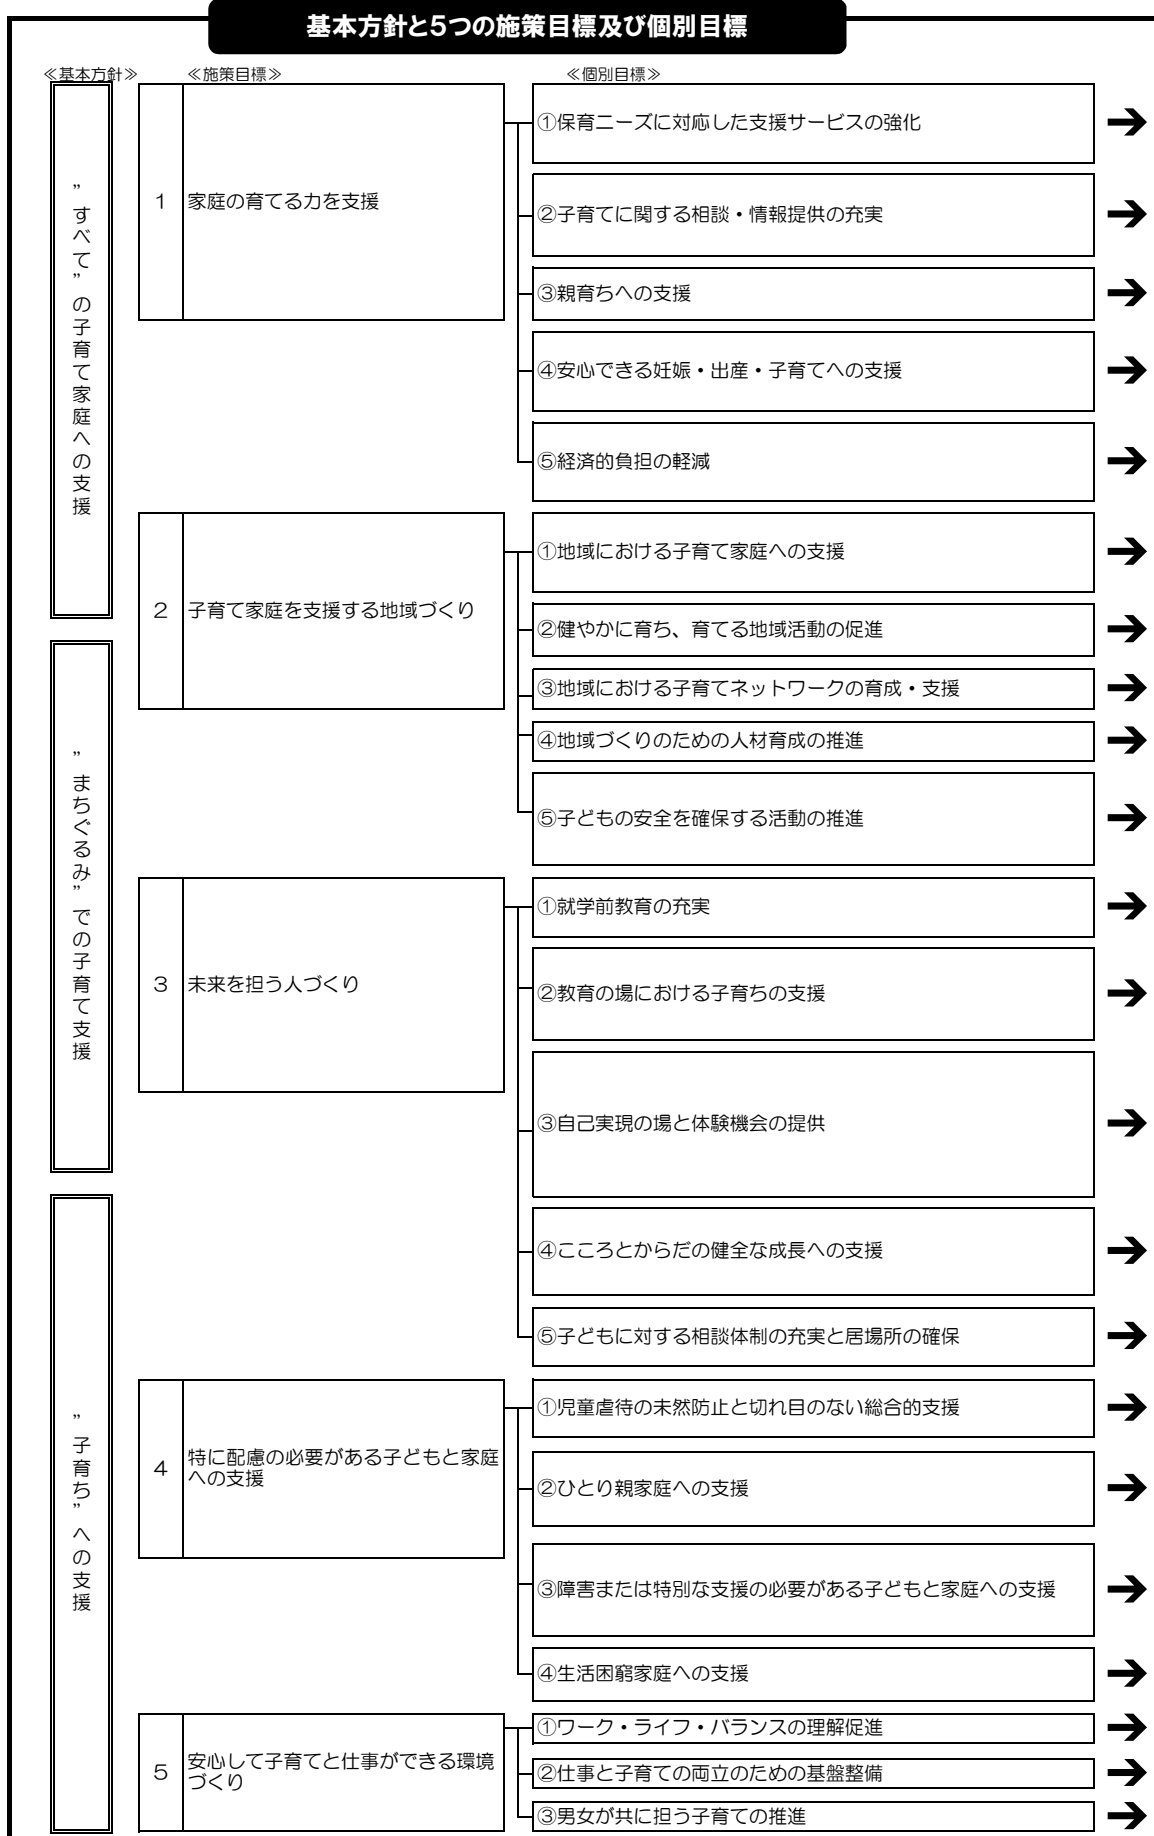 基本方針と5つの施策目標及び個別目標
≪基本方針≫
≪施策目標≫
≪個別目標≫
”すべて”の子育て家庭への支援
”まちぐるみ”での子育て支援
”子育ち”への支援
1
家庭の育てる力を支援
①保育ニーズに対応した支援サービスの強化
②子育てに関する相談・情報提供の充実
③親育ちへの支援
④安心できる妊娠・出産・子育てへの支援
⑤経済的負担の軽減
2
子育て家庭を支援する地域づくり
①地域における子育て家庭への支援
②健やかに育ち、育てる地域活動の促進
③地域における子育てネットワークの育成・支援
④地域づくりのための人材育成の推進
⑤子どもの安全を確保する活動の推進
3
未来を担う人づくり
①就学前教育の充実
②教育の場における子育ちの支援
③自己実現の場と体験機会の提供
④こころとからだの健全な成長への支援
⑤子どもに対する相談体制の充実と居場所の確保
4
特に配慮の必要がある子どもと家庭
への支援
①児童虐待の未然防止と切れ目のない総合的支援
②ひとり親家庭への支援
③障害または特別な支援の必要がある子どもと家庭への支援
④生活困窮家庭への支援
5
安心して子育てと仕事ができる環境
づくり
①ワーク・ライフ・バランスの理解促進
②仕事と子育ての両立のための基盤整備
③男女が共に担う子育ての推進